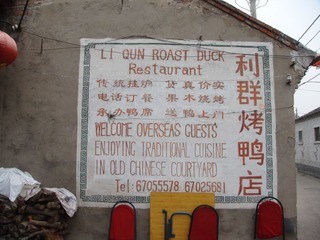 LI QUN ROAST DUCK
Restaurant
传统挂炉 货真价实
电话订餐 果木烧烤
承办鸭席 送鸭上门
WELCOME OVERSEAS GUESTS
ENJOYING TRADITIONAL CUISINE
IN OLD CHINESE COURTYARD
Tel:67055578 67025681
利群烤鸭店